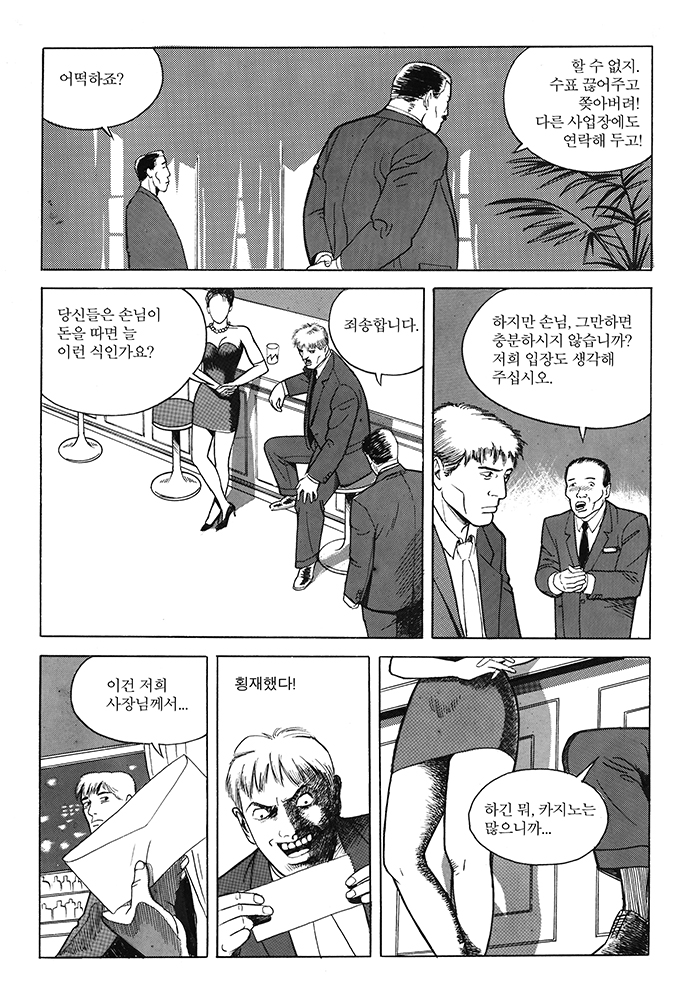 어떡하죠?
할 수 없지.
수표 끊어주고
쫓아버려!
다른 사업장에도
연락해 두고!
당신들은 손님이
돈을 따면 늘
이런 식인가요?
죄송합니다.
하지만 손님, 그만하면
충분하시지 않습니까?
저희 입장도 생각해
주십시오.
이건 저희
사장님께서...
횡재했다!
하긴 뭐, 카지노는
많으니까...